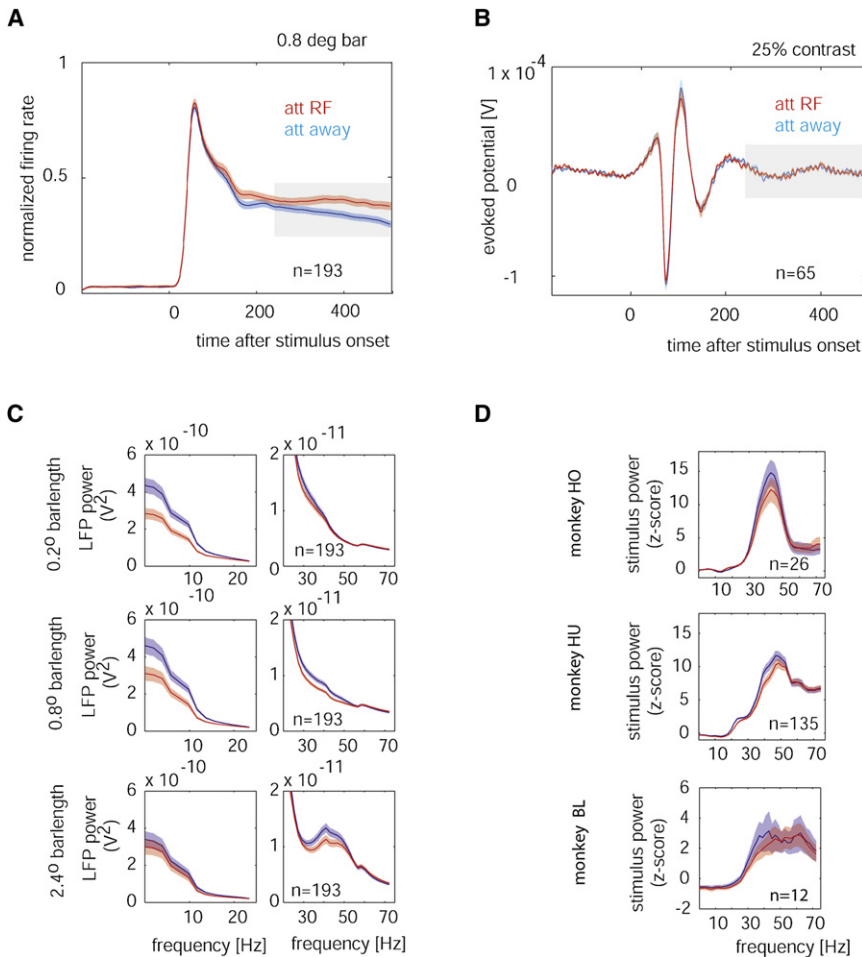 A
0.8 deg bar
1
0.5
0
normalized firing rate
att RF
att away
n=193
0 200 400
time after stimulus onset
B
25% contrast
1 x 10 -4
0
-1
evoked potential [V]
att RF
att away
n=65
0 200 400
time after stimulus onset
C
x 10 -10
x 10 -11
0.2º barlength
LFP power
(V2)
6
4
2
0
10 20
2
1
0
n=193
30 50 70
x 10 -10
x 10 -11
0.8º barlength
LFP power
(V2)
6
4
2
0
10 20
2
1
0
n=193
30 50 70
x 10 -10
x 10 -11
2.4º barlength
LFP power
(V2)
6
4
2
0
10 20
2
1
0
n=193
30 50 70
frequency [Hz]
frequency [Hz]
D
monkey HO
stimulus power
(z-score)
15
10
5
0
n=26
10 30 50 70
monkey HU
stimulus power
(z-score)
15
10
5
0
n=135
10 30 50 70
monkey BL
stimulus power
(z-score)
6
4
2
0
-2
n=12
10 30 50 70
frequency [Hz]